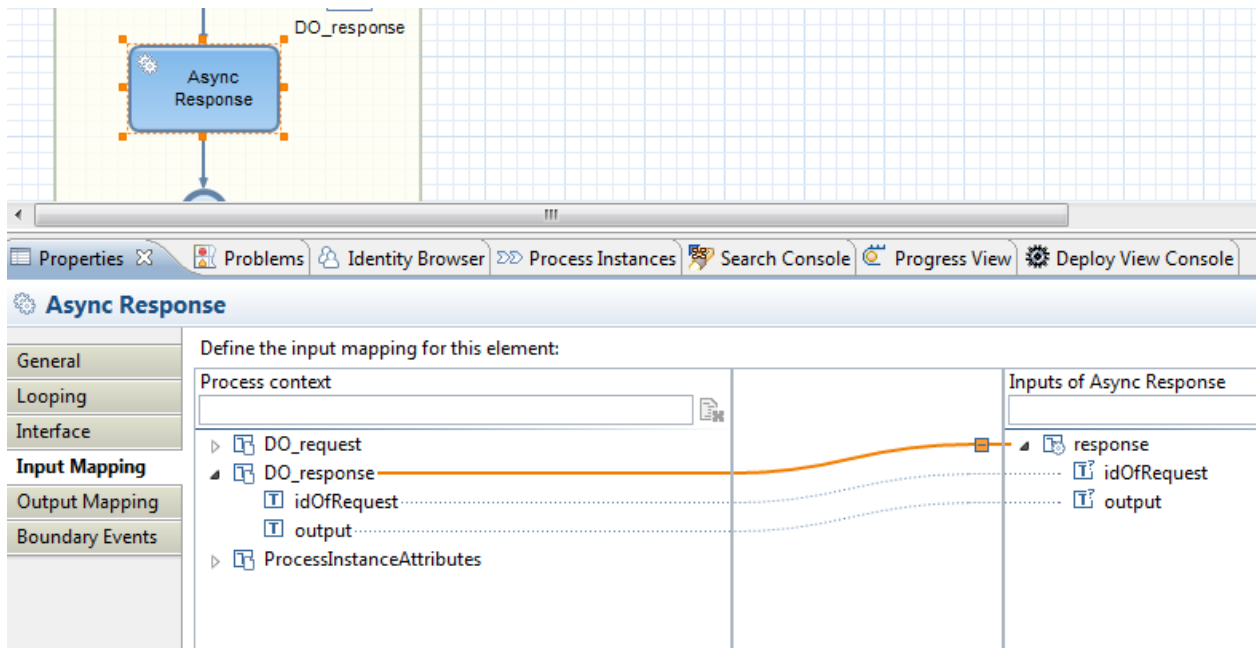 DO_response
Async
Response
Properties Problems Identity Browser Process Instances Search Console Progress View Deploy View Console
Async Response
General
Looping
Interface
Input Mapping
Output Mapping
Boundary Events
Define the input mapping for this element:
Process context
DO_request
DO_response
idOfRequest
output
ProcessInstanceAttributes
Inputs of Async Response
response
idOfRequest
output